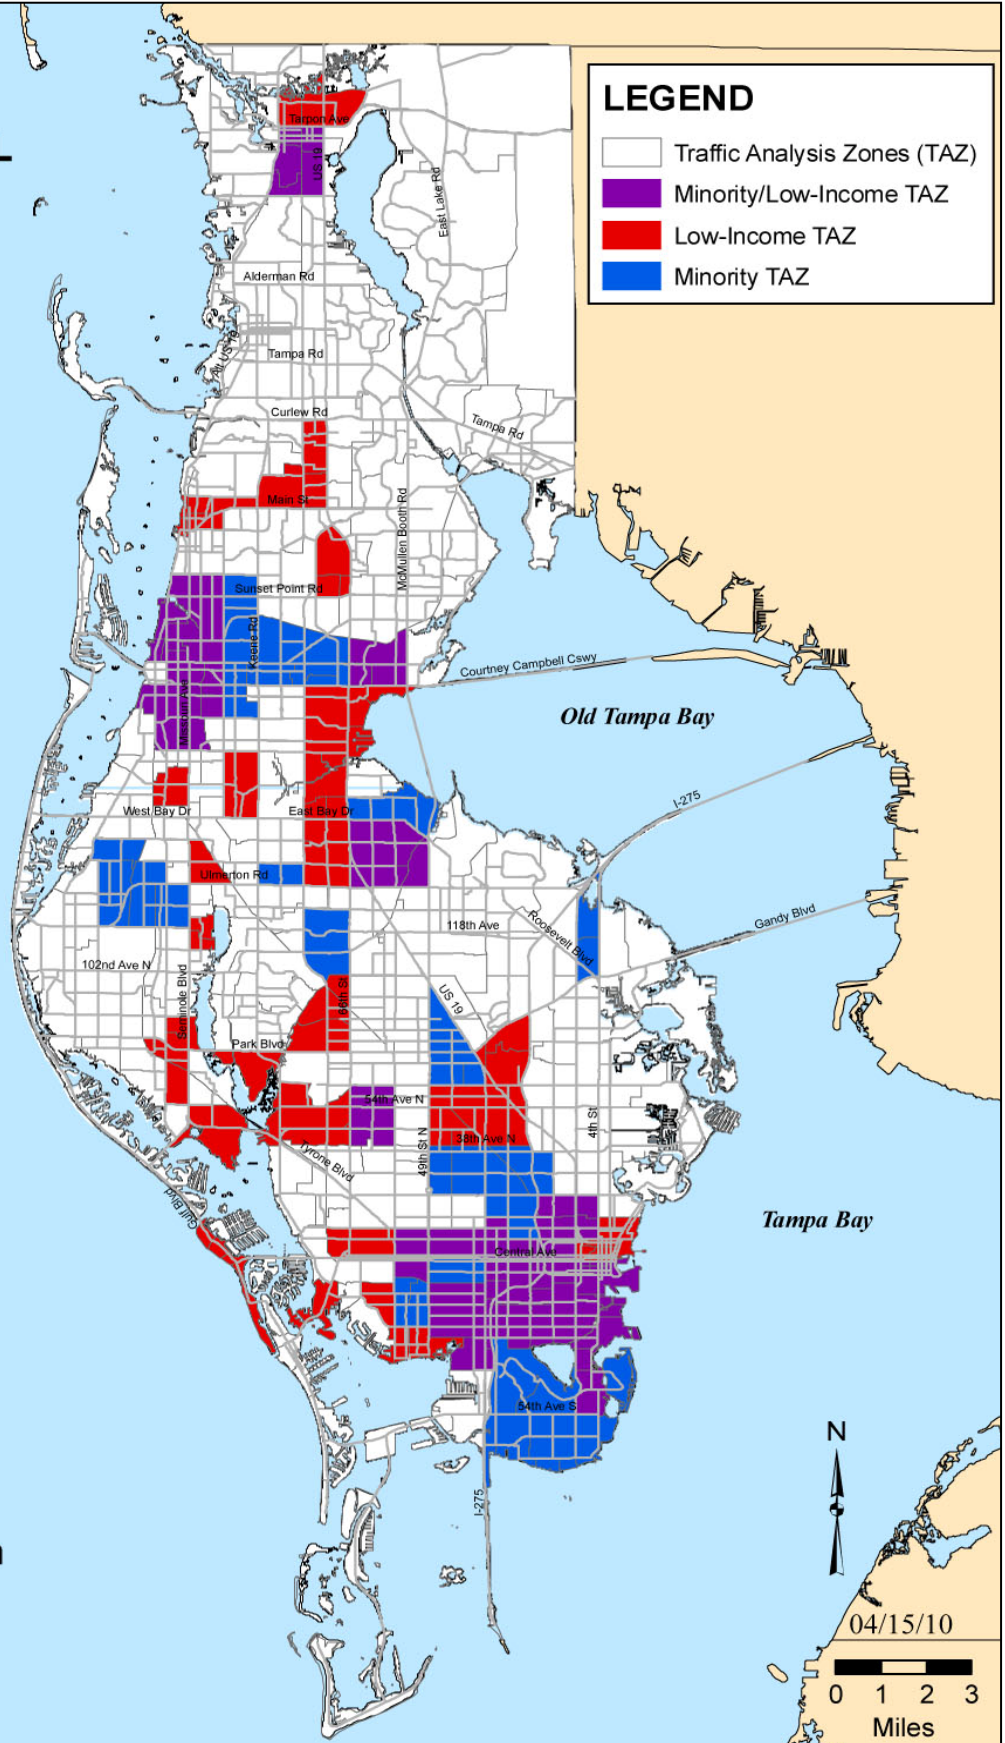 LEGEND
Traffic Analysis Zones (TAZ)
Minority/Low-Income TAZ
Low-Income TAZ
Minority TAZ
Tarpon Ave
US 19
East Lake Rd
Alderman Rd
Alt US 19
Tampa Rd
Curlew Rd
Tampa Rd
Main St
McMullen Booth Rd
Sunset Point Rd
Keene Rd
Courtney Campbell Cswy
Missouri Ave
Old Tampa Bay
I-275
West Bay Dr
East Bay Dr
Ulmerton Rd
118th Ave
Roosevelt Blvd
Gandy Blvd
102nd Ave N
Seminole Blvd
66th St
US 19
Park Blvd
54th Ave N
49th St N
38th Ave N
4th St
Tyrone Blvd
Gulf Blvd
Tampa Bay
Central Ave
54th Ave S
I-275
N
04/15/10
0 1 2 3
Miles